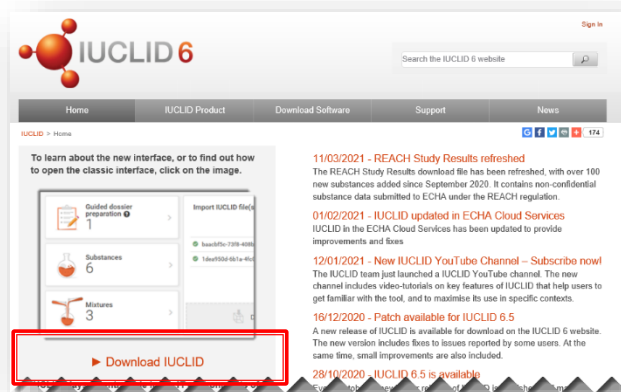 Sign In
IUCLID 6
Search the IUCLID 6 website
Home
IUCLID Product
Download Software
Support
News
IUCLID > Home
174
To learn about the new interface, or to find out how
to open the classic interface, click on the image.
Guided dossier
preparation
1
Import IUCLID file(s
Substances
6
Mixtures
3
► Download IUCLID
11/03/2021 - REACH Study Results refreshed
The REACH Study Results download file has been refreshed, with over 100
new substances added since September 2020. It contains non-confidential
substance data submitted to ECHA under the REACH regulation.
01/02/2021 - IUCLID updated in ECHA Cloud Services
IUCLID in the ECHA Cloud Services has been updated to provide
improvements and fixes
12/01/2021 - New IUCLID YouTube Channel – Subscribe now!
The IUCLID team just launched a IUCLID YouTube channel. The new
channel includes video-tutorials on key features of IUCLID that help users to
get familiar with the tool, and to maximise its use in specific contexts.
16/12/2020 - Patch available for IUCLID 6.5
A new release of IUCLID is available for download on the IUCLID 6 website.
The new version includes fixes to issues reported by some users. At the
same time, small improvements are also included.
28/10/2020 - IUCLID 6.5 is available